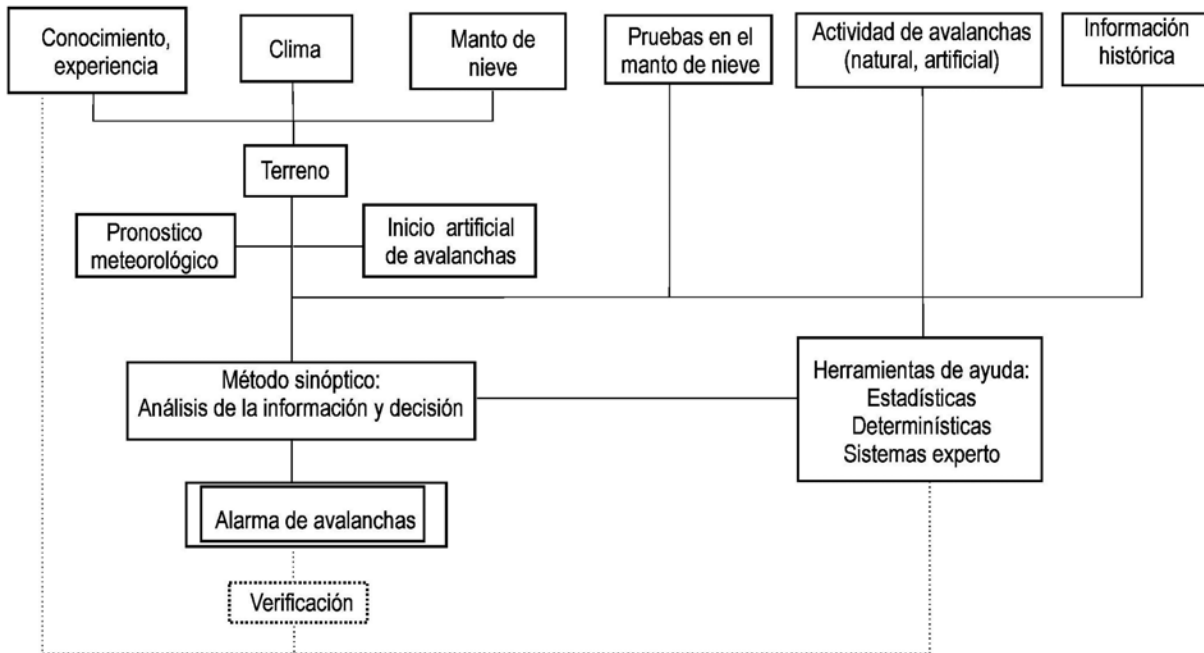 Conocimiento,
experiencia
Clima
Manto de
nieve
Pruebas en el
manto de nieve
Actividad de avalanchas
(natural, artificial)
Información
histórica
Terreno
Pronostico
meteorológico
Inicio artificial
de avalanchas
Método sinóptico:
Análisis de la información y decisión
Herramientas de ayuda:
Estadísticas
Determinísticas
Sistemas experto
Alarma de avalanchas
Verificación